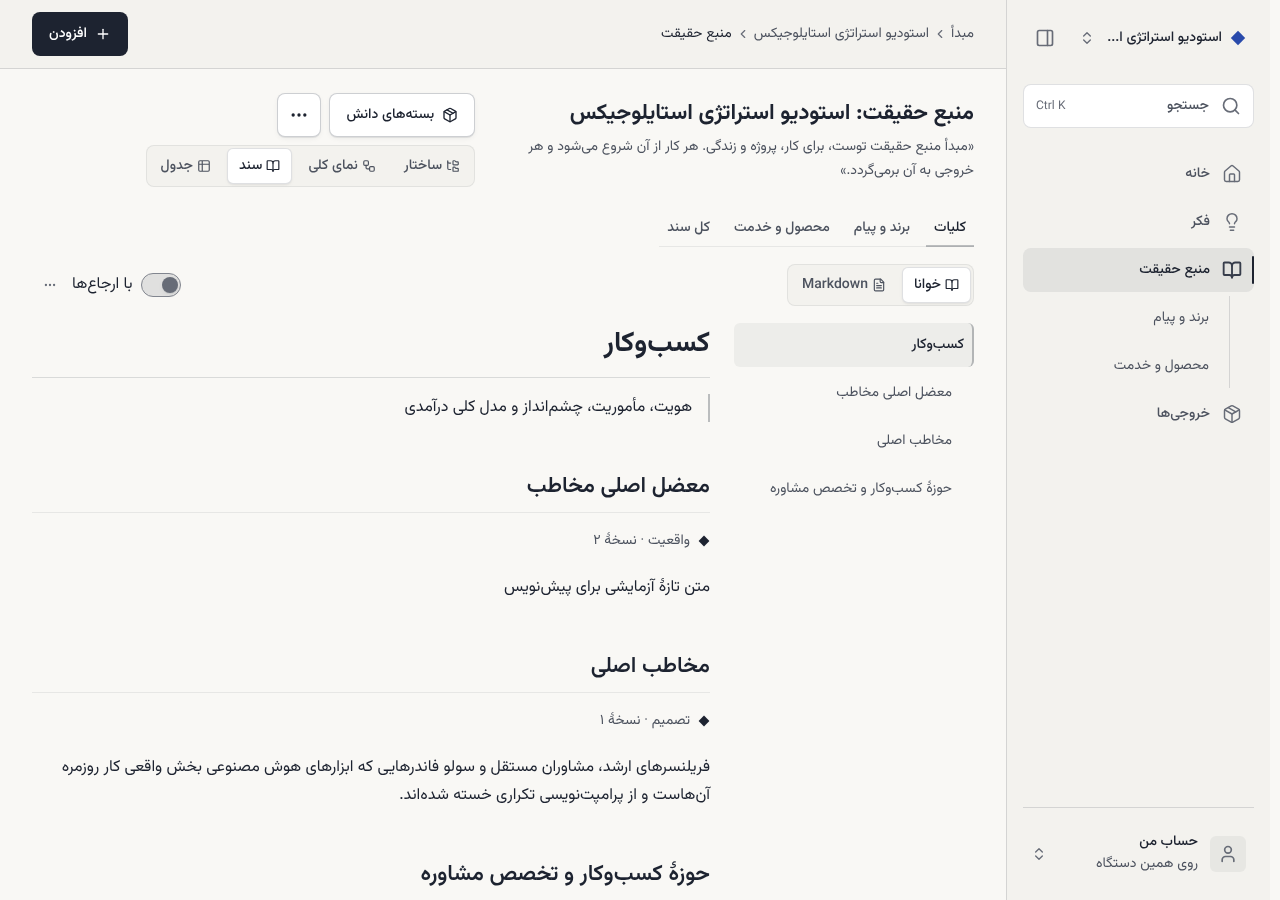 استودیو استراتژی ا...
جستجو
Ctrl K
خانه
فکر
منبع حقیقت
برند و پیام
محصول و خدمت
خروجی‌ها
حساب من
روی همین دستگاه
مبدأ › استودیو استراتژی استایلوجیکس › منبع حقیقت
افزودن
منبع حقیقت: استودیو استراتژی استایلوجیکس
«مبدأ منبع حقیقت توست، برای کار، پروژه و زندگی. هر کار از آن شروع می‌شود و هر
خروجی به آن برمی‌گردد.»
بسته‌های دانش
ساختار نمای کلی سند جدول
کلیات برند و پیام محصول و خدمت کل سند
خوانا Markdown
با ارجاع‌ها
کسب‌وکار
معضل اصلی مخاطب
مخاطب اصلی
حوزهٔ کسب‌وکار و تخصص مشاوره
کسب‌وکار
هویت، مأموریت، چشم‌انداز و مدل کلی درآمدی
معضل اصلی مخاطب
واقعیت · نسخهٔ ۲
متن تازهٔ آزمایشی برای پیش‌نویس
مخاطب اصلی
تصمیم · نسخهٔ ۱
فریلنسرهای ارشد، مشاوران مستقل و سولو فاندرهایی که ابزارهای هوش مصنوعی بخش واقعی کار روزمره
آن‌هاست و از پرامپت‌نویسی تکراری خسته شده‌اند.
حوزهٔ کسب‌وکار و تخصص مشاوره